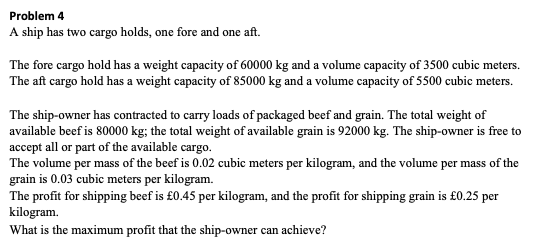 Problem 4
A ship has two cargo holds, one fore and one aft.
The fore cargo hold has a weight capacity of 60000 kg and a volume capacity of 3500 cubic meters.
The aft cargo hold has a weight capacity of 85000 kg and a volume capacity of 5500 cubic meters.
The ship-owner has contracted to carry loads of packaged beef and grain. The total weight of
available beef is 80000 kg; the total weight of available grain is 92000 kg. The ship-owner is free to
accept all or part of the available cargo.
The volume per mass of the beef is 0.02 cubic meters per kilogram, and the volume per mass of the
grain is 0.03 cubic meters per kilogram.
The profit for shipping beef is £0.45 per kilogram, and the profit for shipping grain is £0.25 per
kilogram.
What is the maximum profit that the ship-owner can achieve?